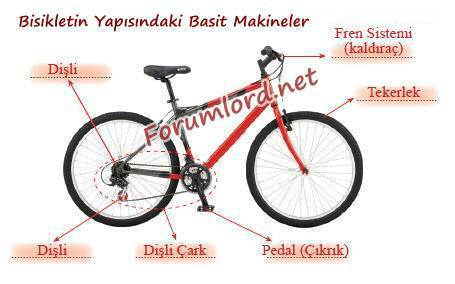 Bisikletin Yapısındaki Basit Makineler
Fren Sistemi
(kaldıraç)
Dişli
Tekerlek
Forumlord.net
Dişli
Dişli Çark
Pedal (Çıkrık)